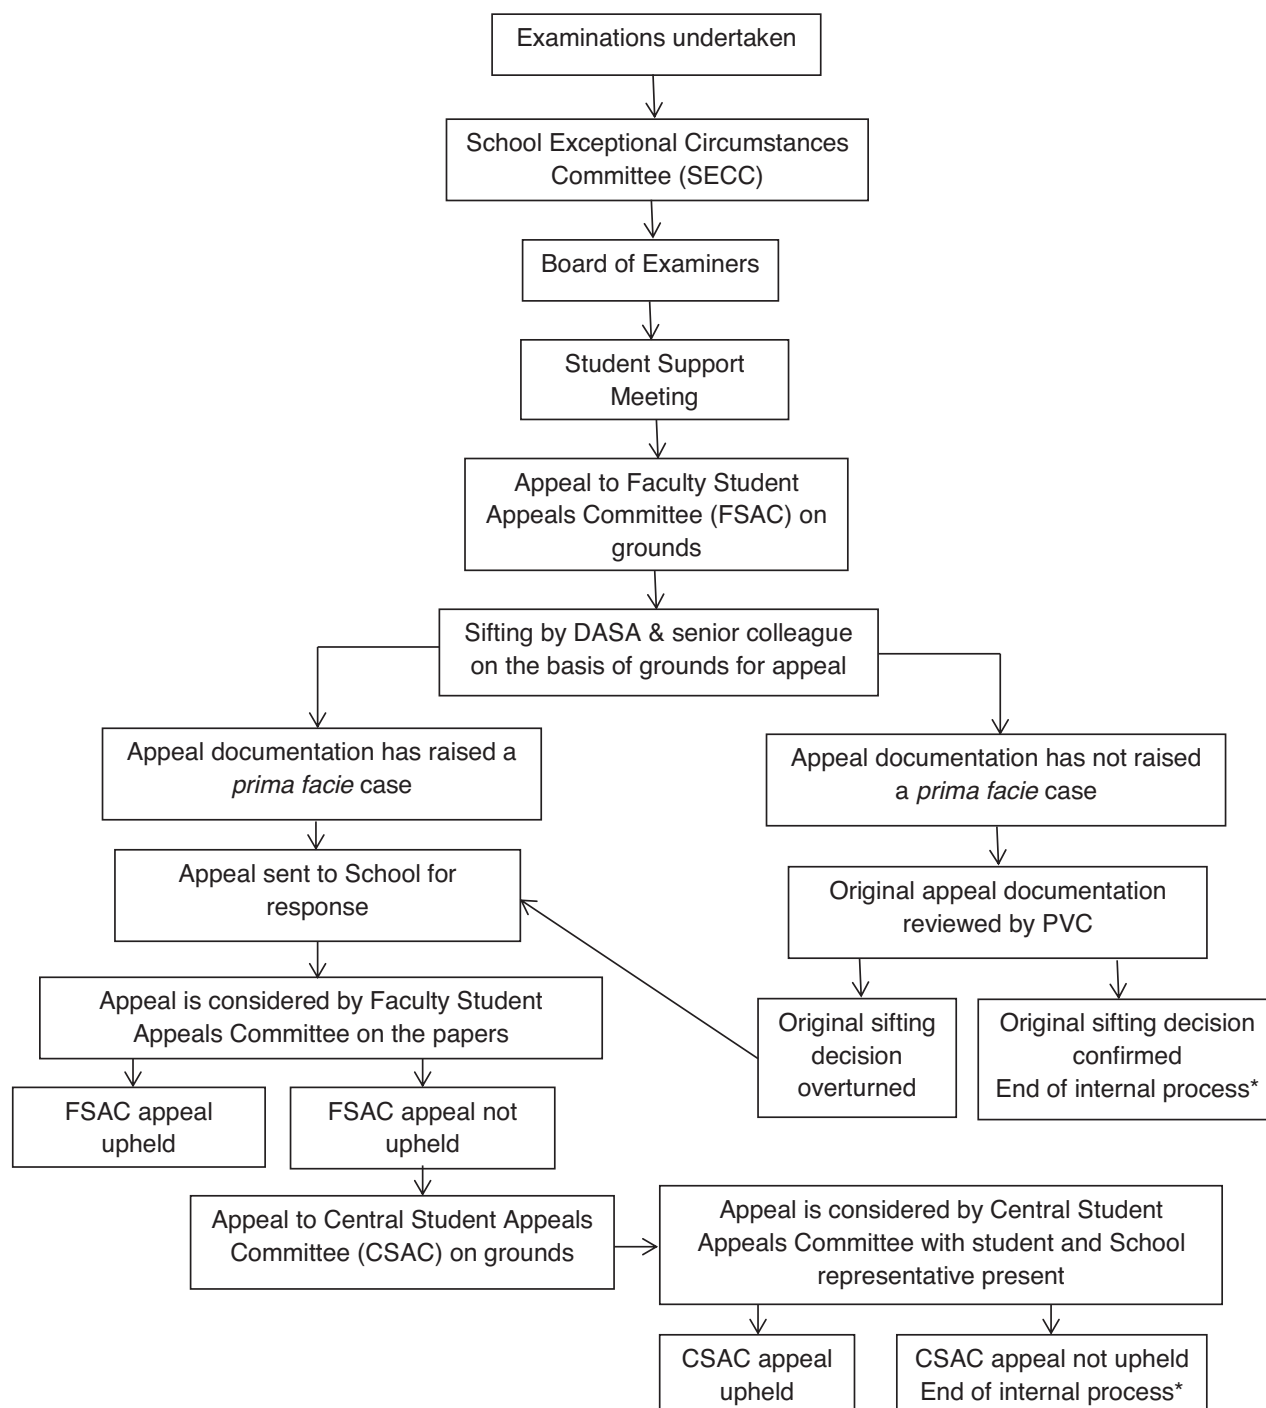 Examinations undertaken
School Exceptional Circumstances
Committee (SECC)
Board of Examiners
Student Support
Meeting
Appeal to Faculty Student
Appeals Committee (FSAC) on
grounds
Sifting by DASA & senior colleague
on the basis of grounds for appeal
Appeal documentation has raised a
prima facie case
Appeal documentation has not raised
a prima facie case
Appeal sent to School for
response
Original appeal documentation
reviewed by PVC
Appeal is considered by Faculty Student
Appeals Committee on the papers
Original sifting
decision
overturned
Original sifting decision
confirmed
End of internal process*
FSAC appeal
upheld
FSAC appeal not
upheld
Appeal to Central Student Appeals
Committee (CSAC) on grounds
Appeal is considered by Central Student
Appeals Committee with student and School
representative present
CSAC appeal
upheld
CSAC appeal not upheld
End of internal process*